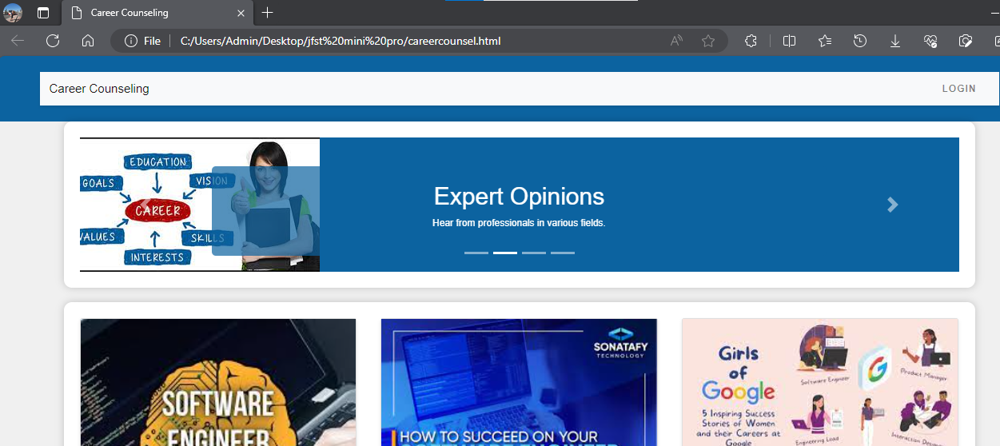 Career Counseling
File
C:/Users/Admin/Desktop/jfst%20mini%20pro/careercounsel.html
Career Counseling
LOGIN
EDUCATION
GOALS
VISION
CAREER
VALUES
SKILLS
INTERESTS
Expert Opinions
Hear from professionals in various fields.
SOFTWARE
ENGINEER
SONATAFY
TECHNOLOGY
HOW TO SUCCEED ON YOUR
Girls
of
Google
5 Inspiring Success
Stories of Women
and their Careers at
Google
Software Engineer
Product Manager
Engineering Lead